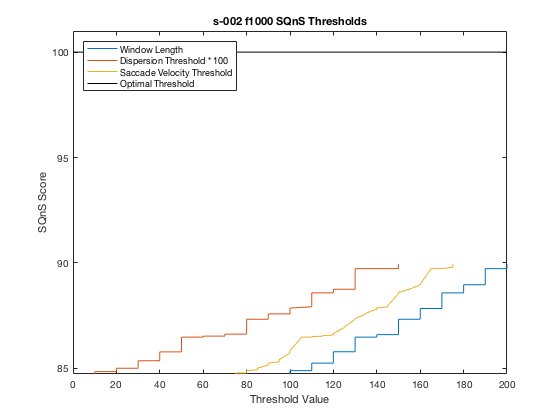 s-002 f1000 SQnS Thresholds
Window Length
Dispersion Threshold * 100
Saccade Velocity Threshold
Optimal Threshold
SQnS Score
100
95
90
85
0 20 40 60 80 100 120 140 160 180 200
Threshold Value